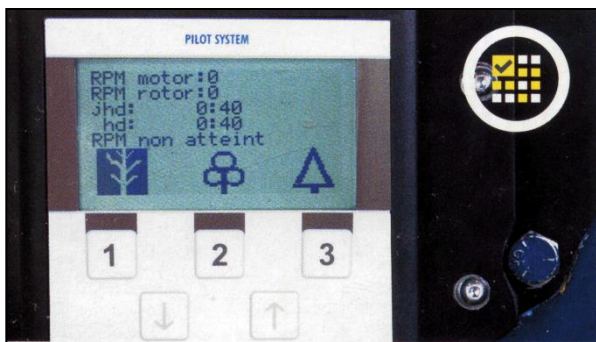 PILOT SYSTEM
RPM motor:0
RPM rotor:0
jhd: 0:40
hd: 0:40
RPM non atteint
1 2 3